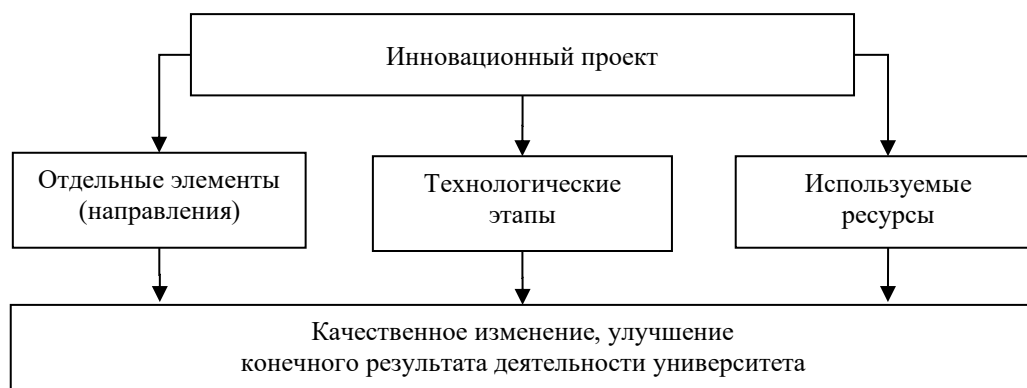 Инновационный проект
Отдельные элементы
(направления)
Технологические
этапы
Используемые
ресурсы
Качественное изменение, улучшение
конечного результата деятельности университета